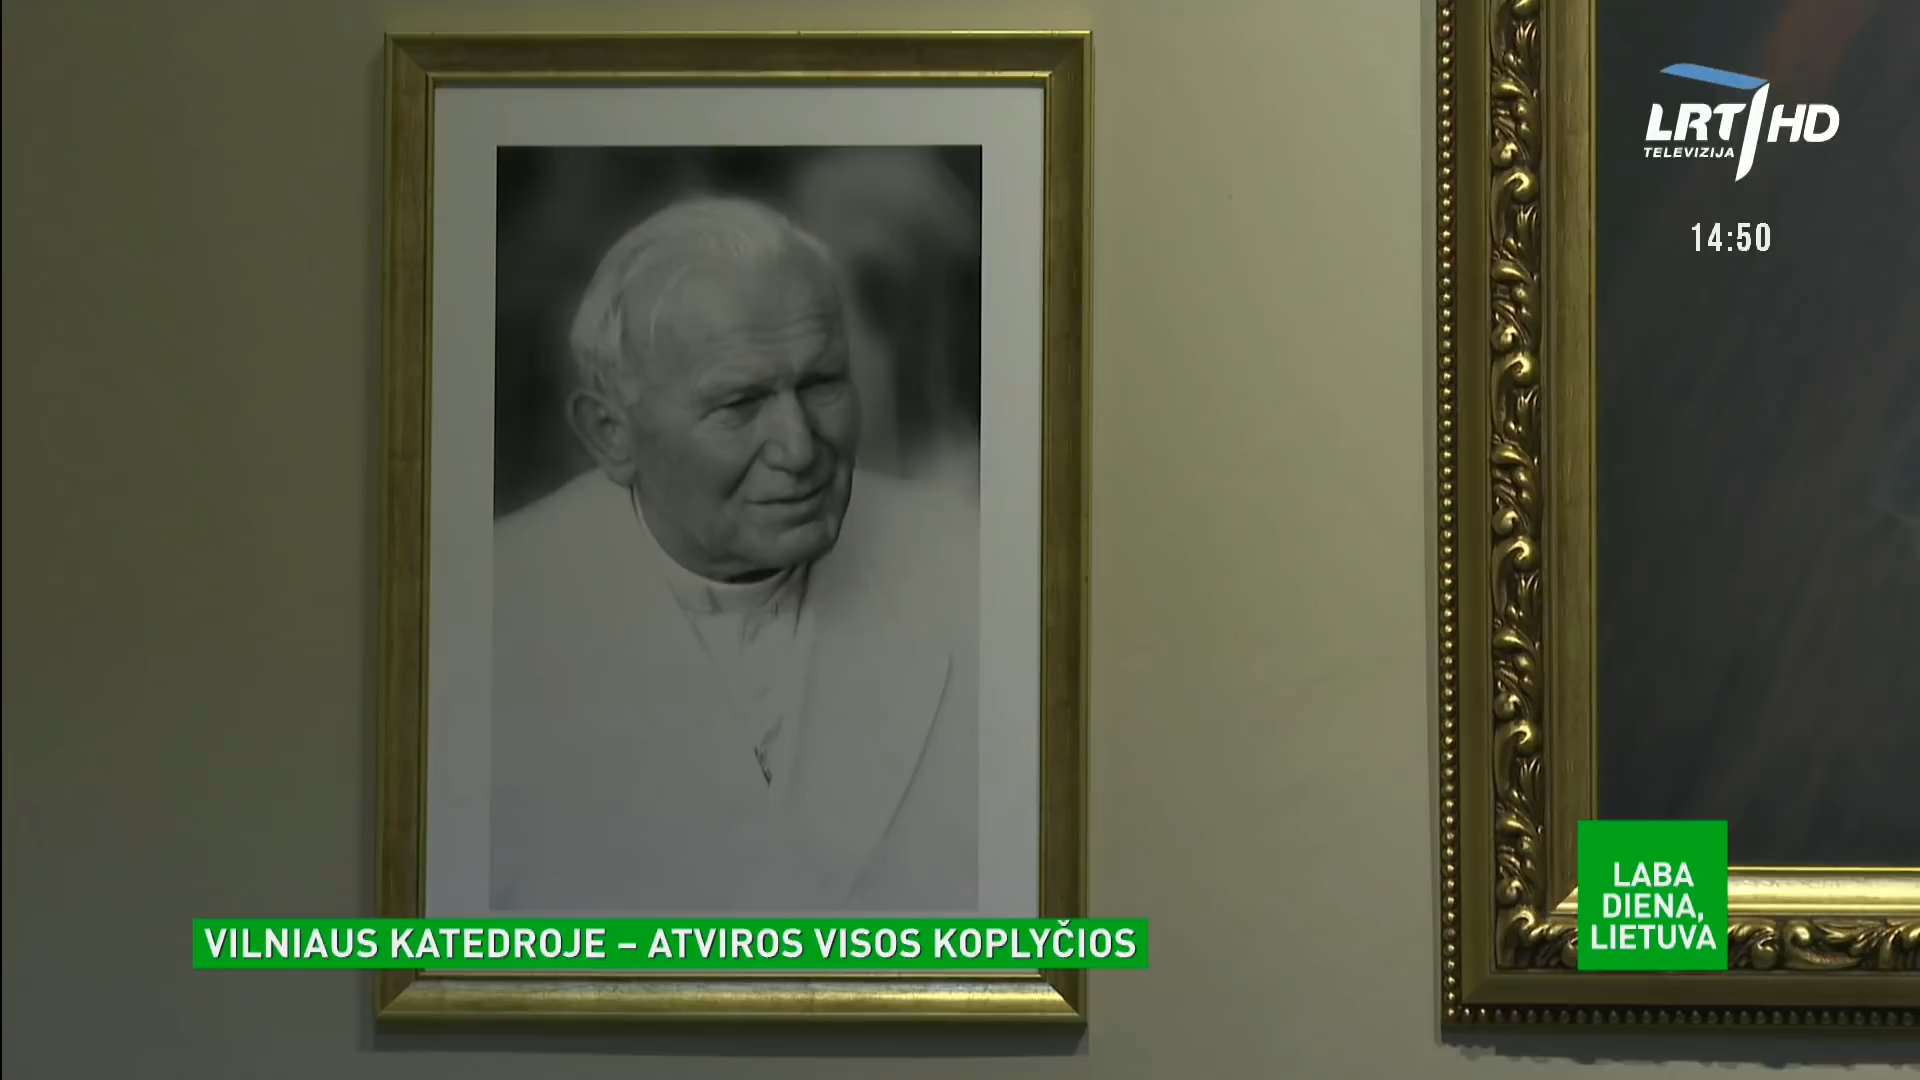 LRT HD
TELEVIZIJA
14:50
LABA
DIENA,
LIETUVA
VILNIAUS KATEDROJE – ATVIROS VISOS KOPLYČIOS